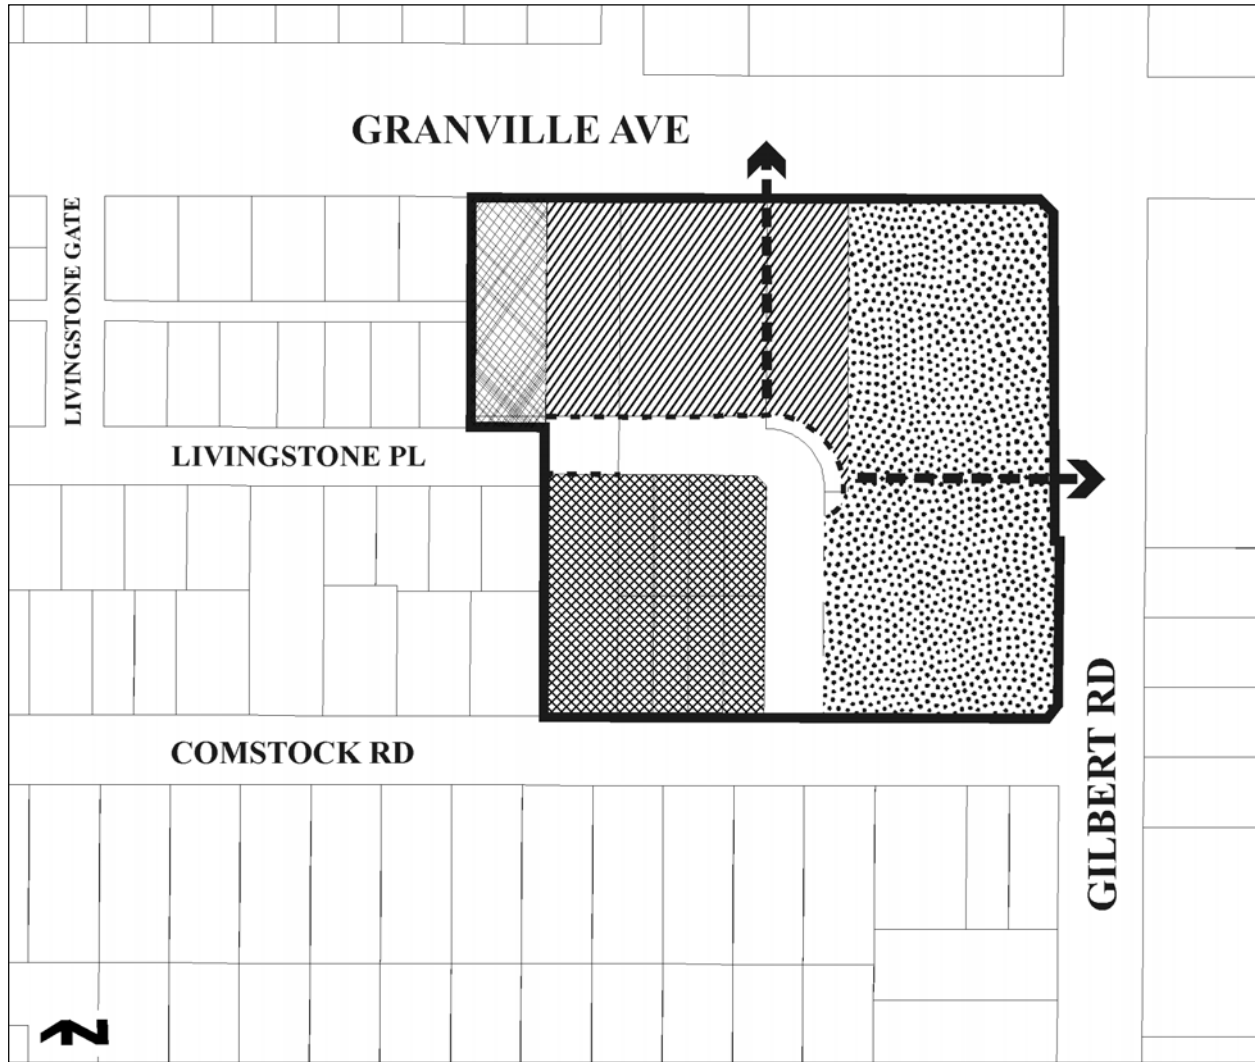 GRANVILLE AVE
LIVINGSTONE GATE
LIVINGSTONE PL
COMSTOCK RD
GILBERT RD
N